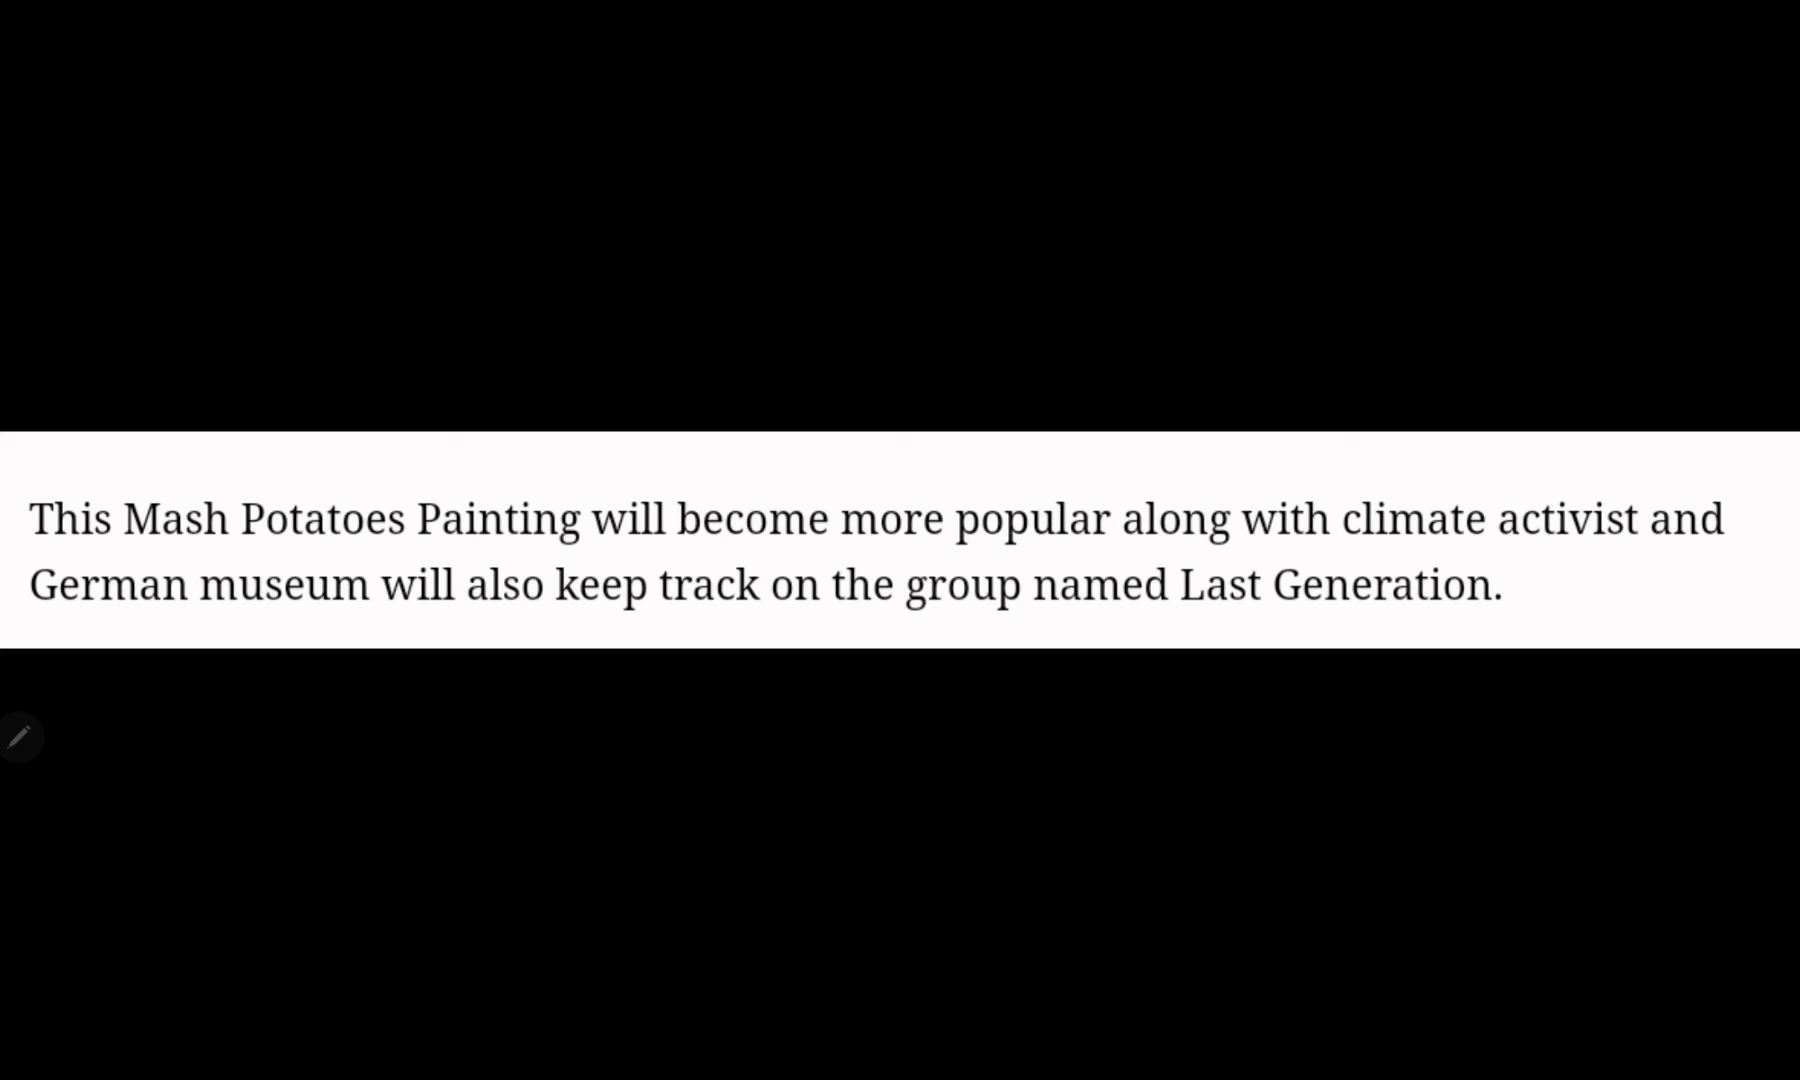 This Mash Potatoes Painting will become more popular along with climate activist and
German museum will also keep track on the group named Last Generation.